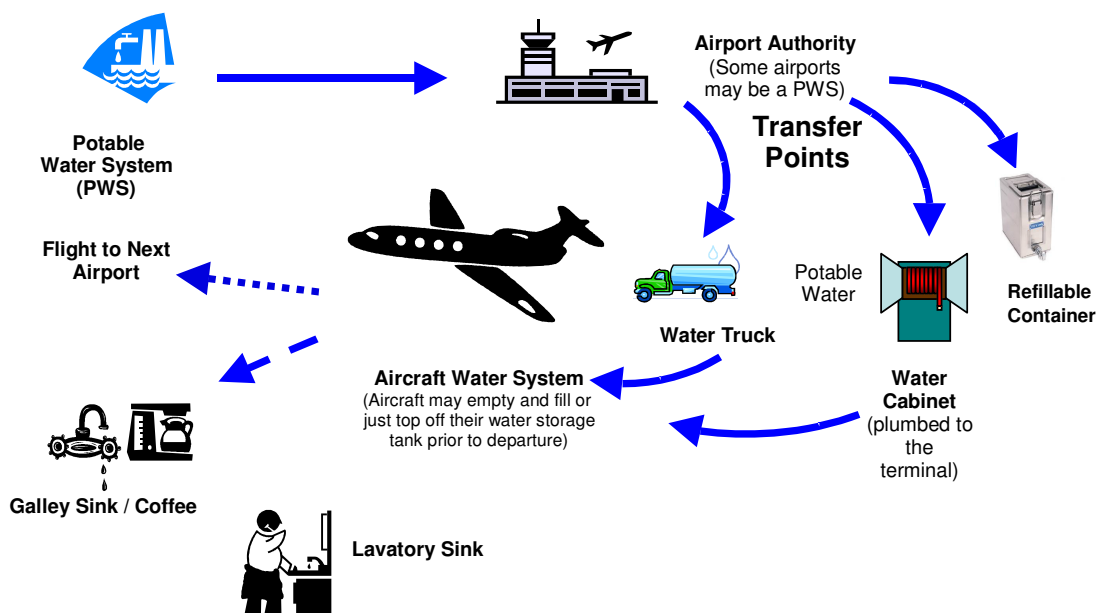 Airport Authority
(Some airports
may be a PWS)
Transfer
Points
Potable
Water System
(PWS)
Flight to Next
Airport
Potable
Water
Refillable
Container
Water Truck
Aircraft Water System
(Aircraft may empty and fill or
just top off their water storage
tank prior to departure)
Water
Cabinet
(plumbed to
the
terminal)
Galley Sink / Coffee
Lavatory Sink